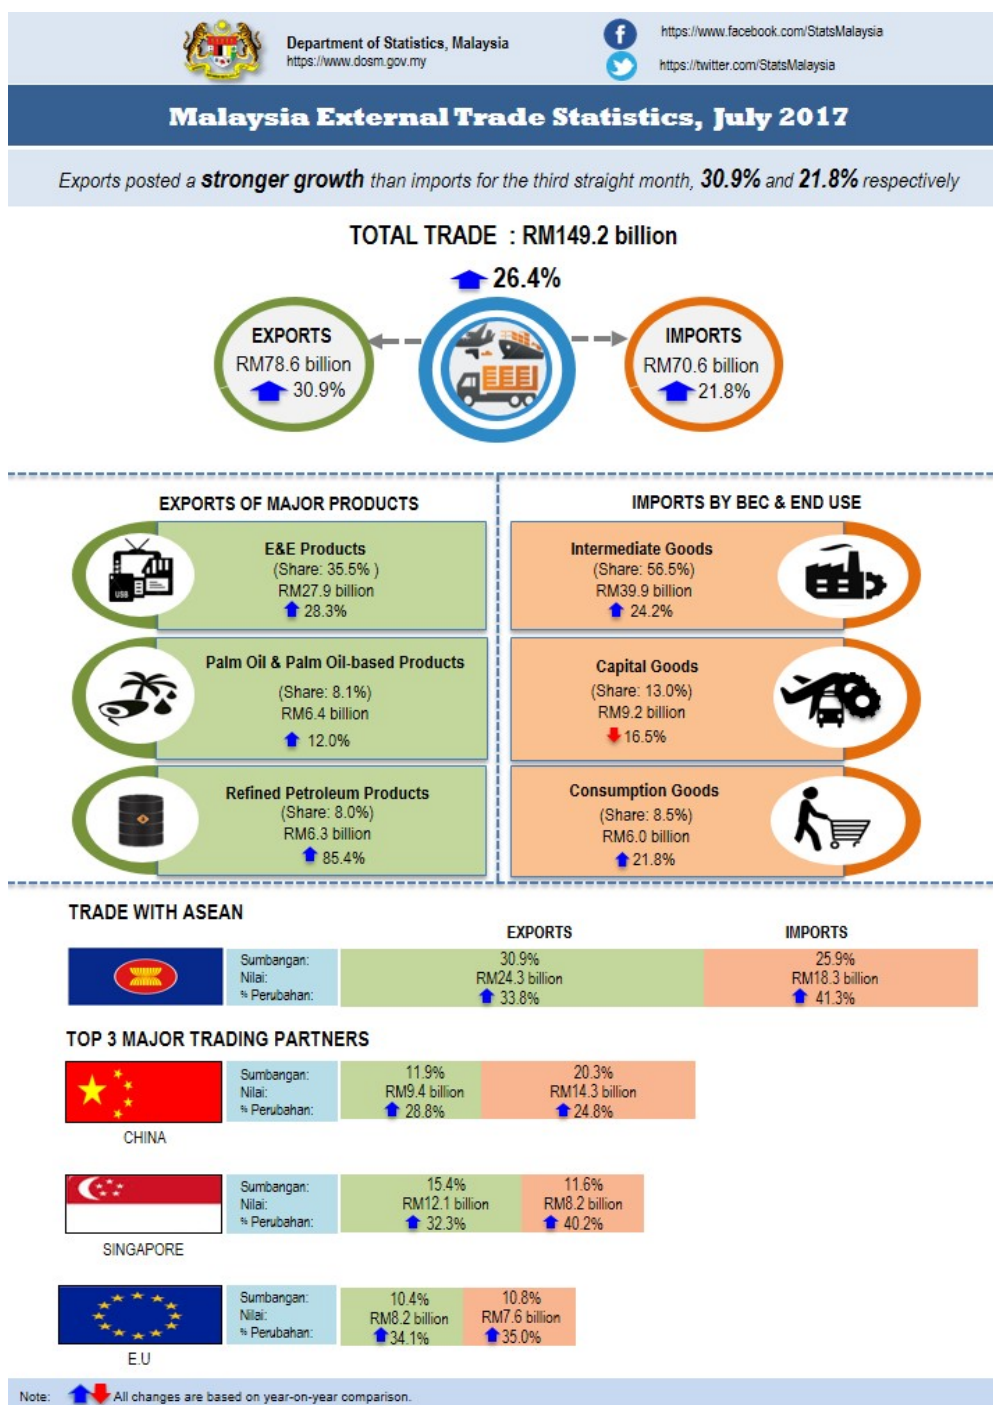 Department of Statistics, Malaysia
https://www.dosm.gov.my
https://www.facebook.com/StatsMalaysia
https://twitter.com/StatsMalaysia
Malaysia External Trade Statistics, July 2017
Exports posted a stronger growth than imports for the third straight month, 30.9% and 21.8% respectively
TOTAL TRADE : RM149.2 billion
26.4%
EXPORTS
RM78.6 billion
30.9%
IMPORTS
RM70.6 billion
21.8%
EXPORTS OF MAJOR PRODUCTS
E&E Products
(Share: 35.5% )
RM27.9 billion
28.3%
USB
Palm Oil & Palm Oil-based Products
(Share: 8.1%)
RM6.4 billion
12.0%
Refined Petroleum Products
(Share: 8.0%)
RM6.3 billion
85.4%
IMPORTS BY BEC & END USE
Intermediate Goods
(Share: 56.5%)
RM39.9 billion
24.2%
Capital Goods
(Share: 13.0%)
RM9.2 billion
16.5%
Consumption Goods
(Share: 8.5%)
RM6.0 billion
21.8%
TRADE WITH ASEAN
EXPORTS IMPORTS
Sumbangan: 30.9% 25.9%
Nilai: RM24.3 billion RM18.3 billion
% Perubahan: 33.8% 41.3%
TOP 3 MAJOR TRADING PARTNERS
Sumbangan: 11.9% 20.3%
Nilai: RM9.4 billion RM14.3 billion
% Perubahan: 28.8% 24.8%
CHINA
Sumbangan: 15.4% 11.6%
Nilai: RM12.1 billion RM8.2 billion
% Perubahan: 32.3% 40.2%
SINGAPORE
Sumbangan: 10.4% 10.8%
Nilai: RM8.2 billion RM7.6 billion
% Perubahan: 34.1% 35.0%
E.U
Note: All changes are based on year-on-year comparison.